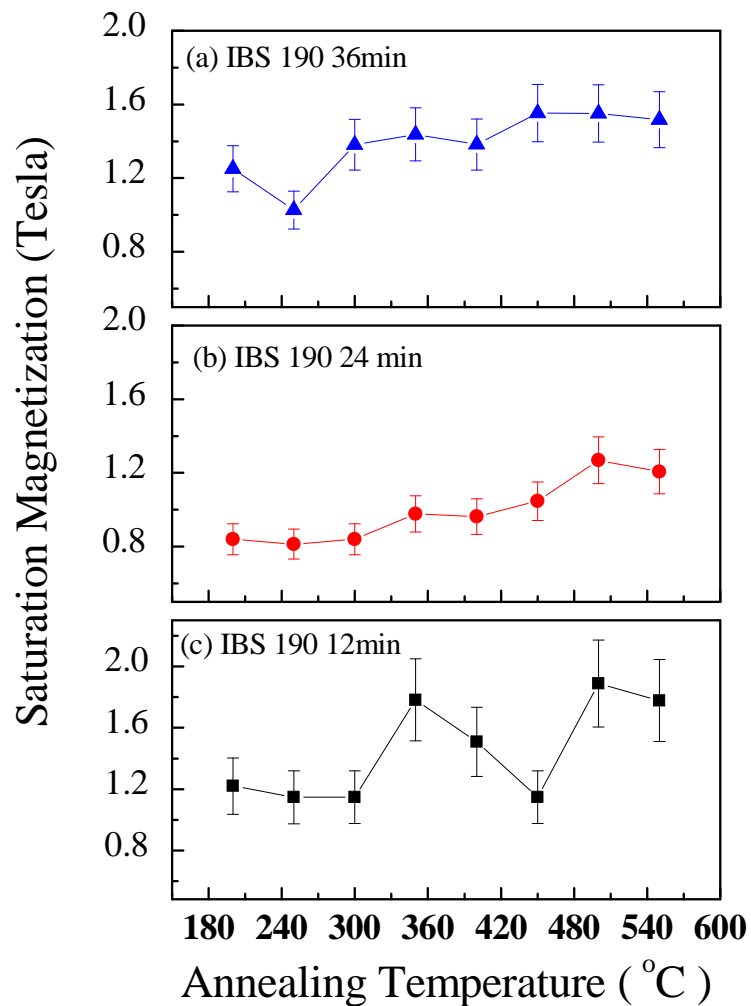 Saturation Magnetization (Tesla)
2.0
(a) IBS 190 36min
1.6
1.2
0.8
2.0
(b) IBS 190 24 min
1.6
1.2
0.8
(c) IBS 190 12min
2.0
1.6
1.2
0.8
180 240 300 360 420 480 540 600
Annealing Temperature ( °C )